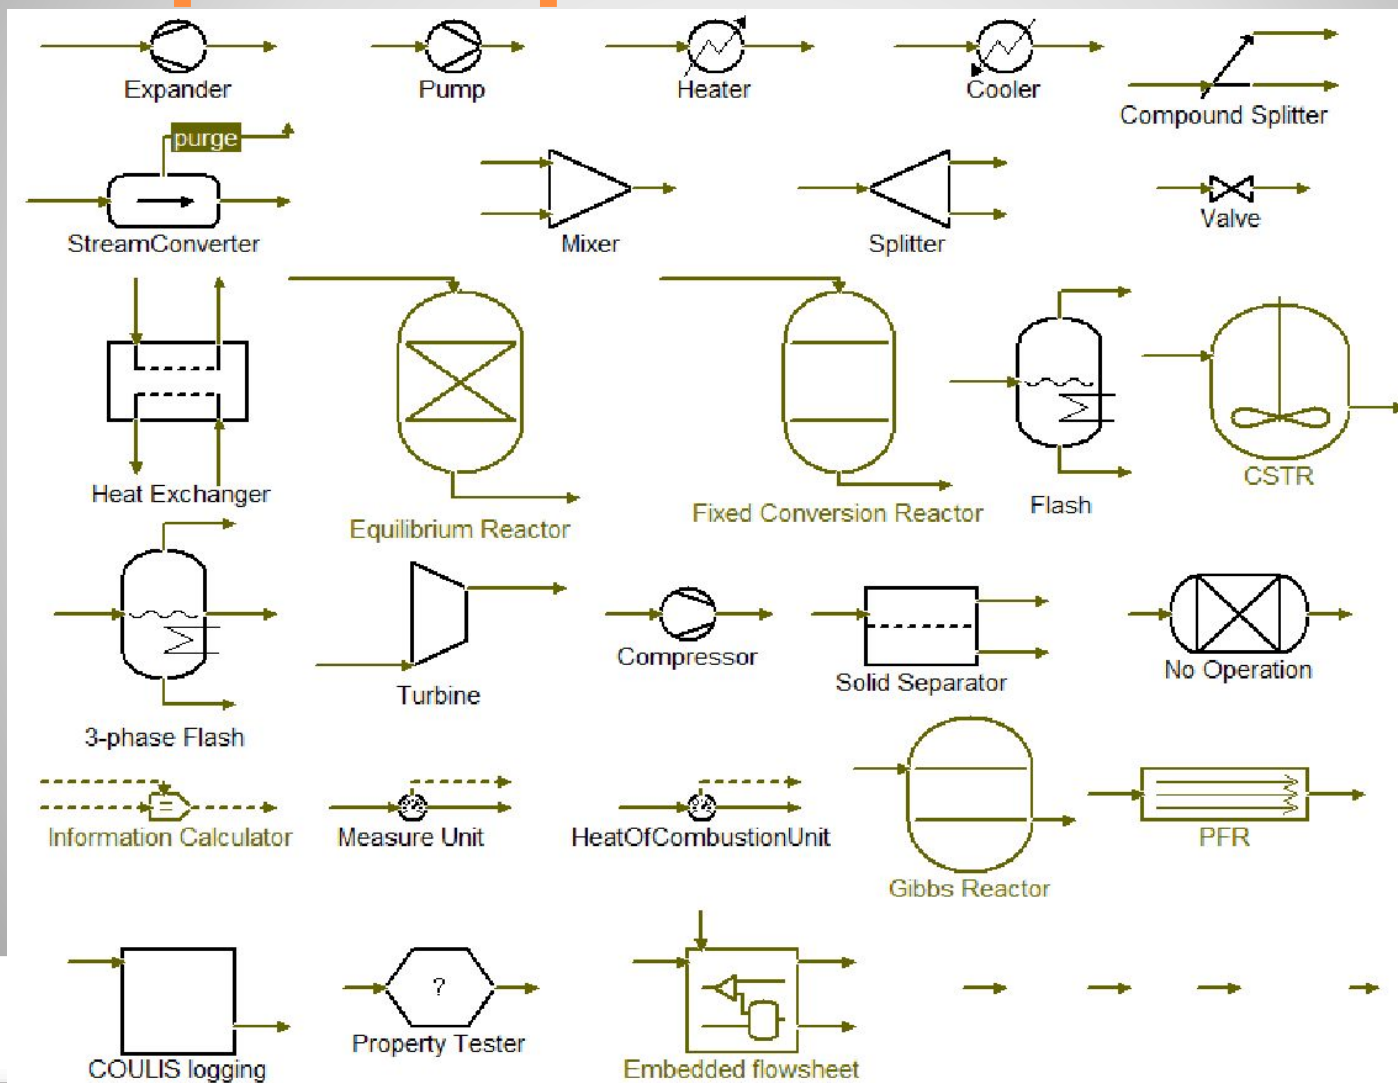 Expander
Pump
Heater
Cooler
Compound Splitter
purge
StreamConverter
Mixer
Splitter
Valve
Heat Exchanger
Equilibrium Reactor
Fixed Conversion Reactor
Flash
CSTR
3-phase Flash
Turbine
Compressor
Solid Separator
No Operation
=
Information Calculator
Measure Unit
HeatOfCombustionUnit
Gibbs Reactor
PFR
COULIS logging
?
Property Tester
Embedded flowsheet